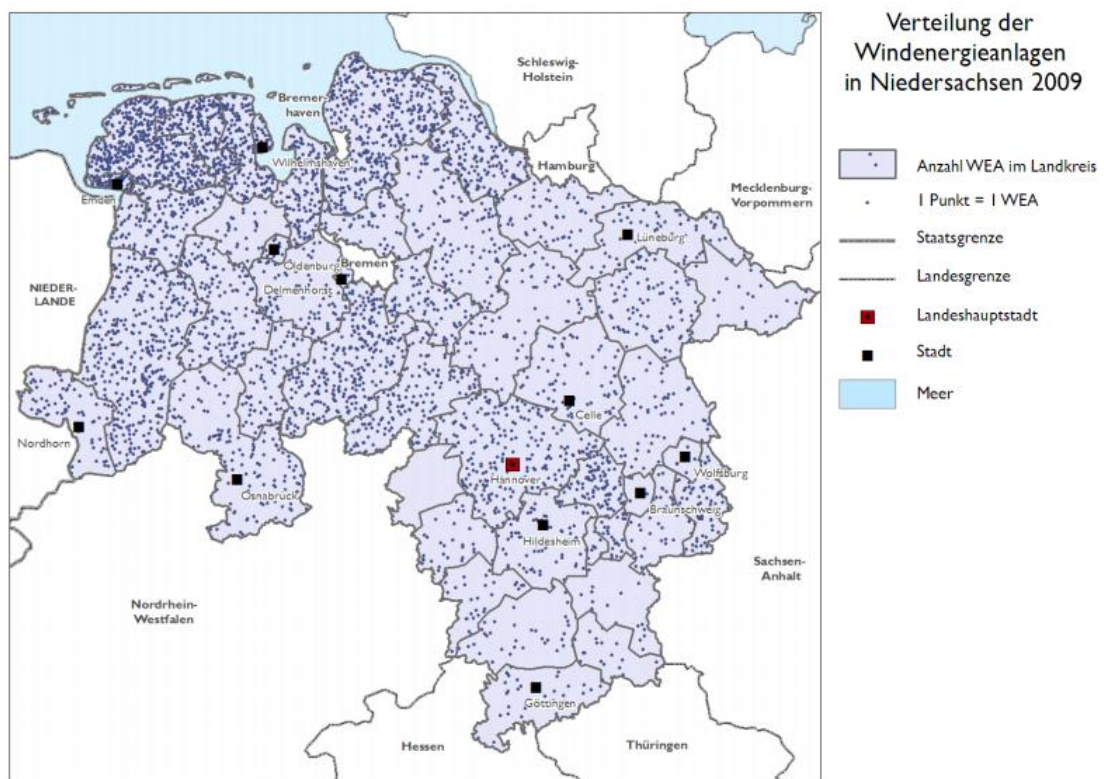 Verteilung der
Windenergieanlagen
in Niedersachsen 2009
Anzahl WEA im Landkreis
1 Punkt = 1 WEA
Staatsgrenze
Landesgrenze
Landeshauptstadt
Stadt
Meer
Schleswig-
Holstein
Bremer-
haven
Wilhelmshaven
Hamburg
Mecklenburg-
Vorpommern
Emden
Lüneburg
Oldenburg
Bremen
Delmenhorst
NIEDER-
LANDE
Celle
Nordhorn
Wolfsburg
Hannover
Osnabrück
Braunschweig
Hildesheim
Sachsen-
Anhalt
Nordrhein-
Westfalen
Göttingen
Hessen
Thüringen